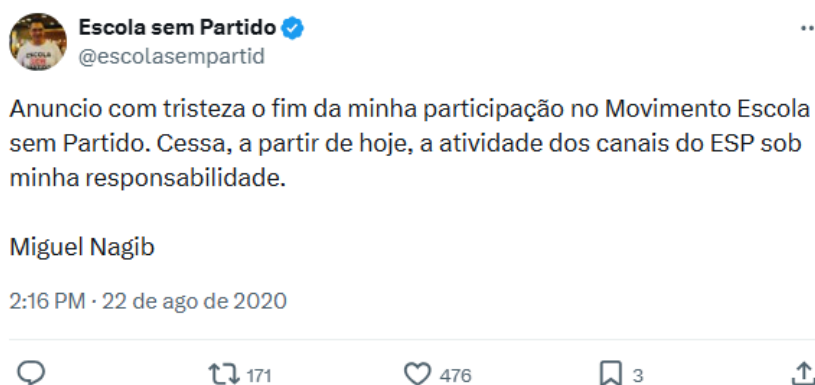 Escola sem Partido
@escolasempartid
Anuncio com tristeza o fim da minha participação no Movimento Escola
sem Partido. Cessa, a partir de hoje, a atividade dos canais do ESP sob
minha responsabilidade.
Miguel Nagib
2:16 PM · 22 de ago de 2020
171 476 3